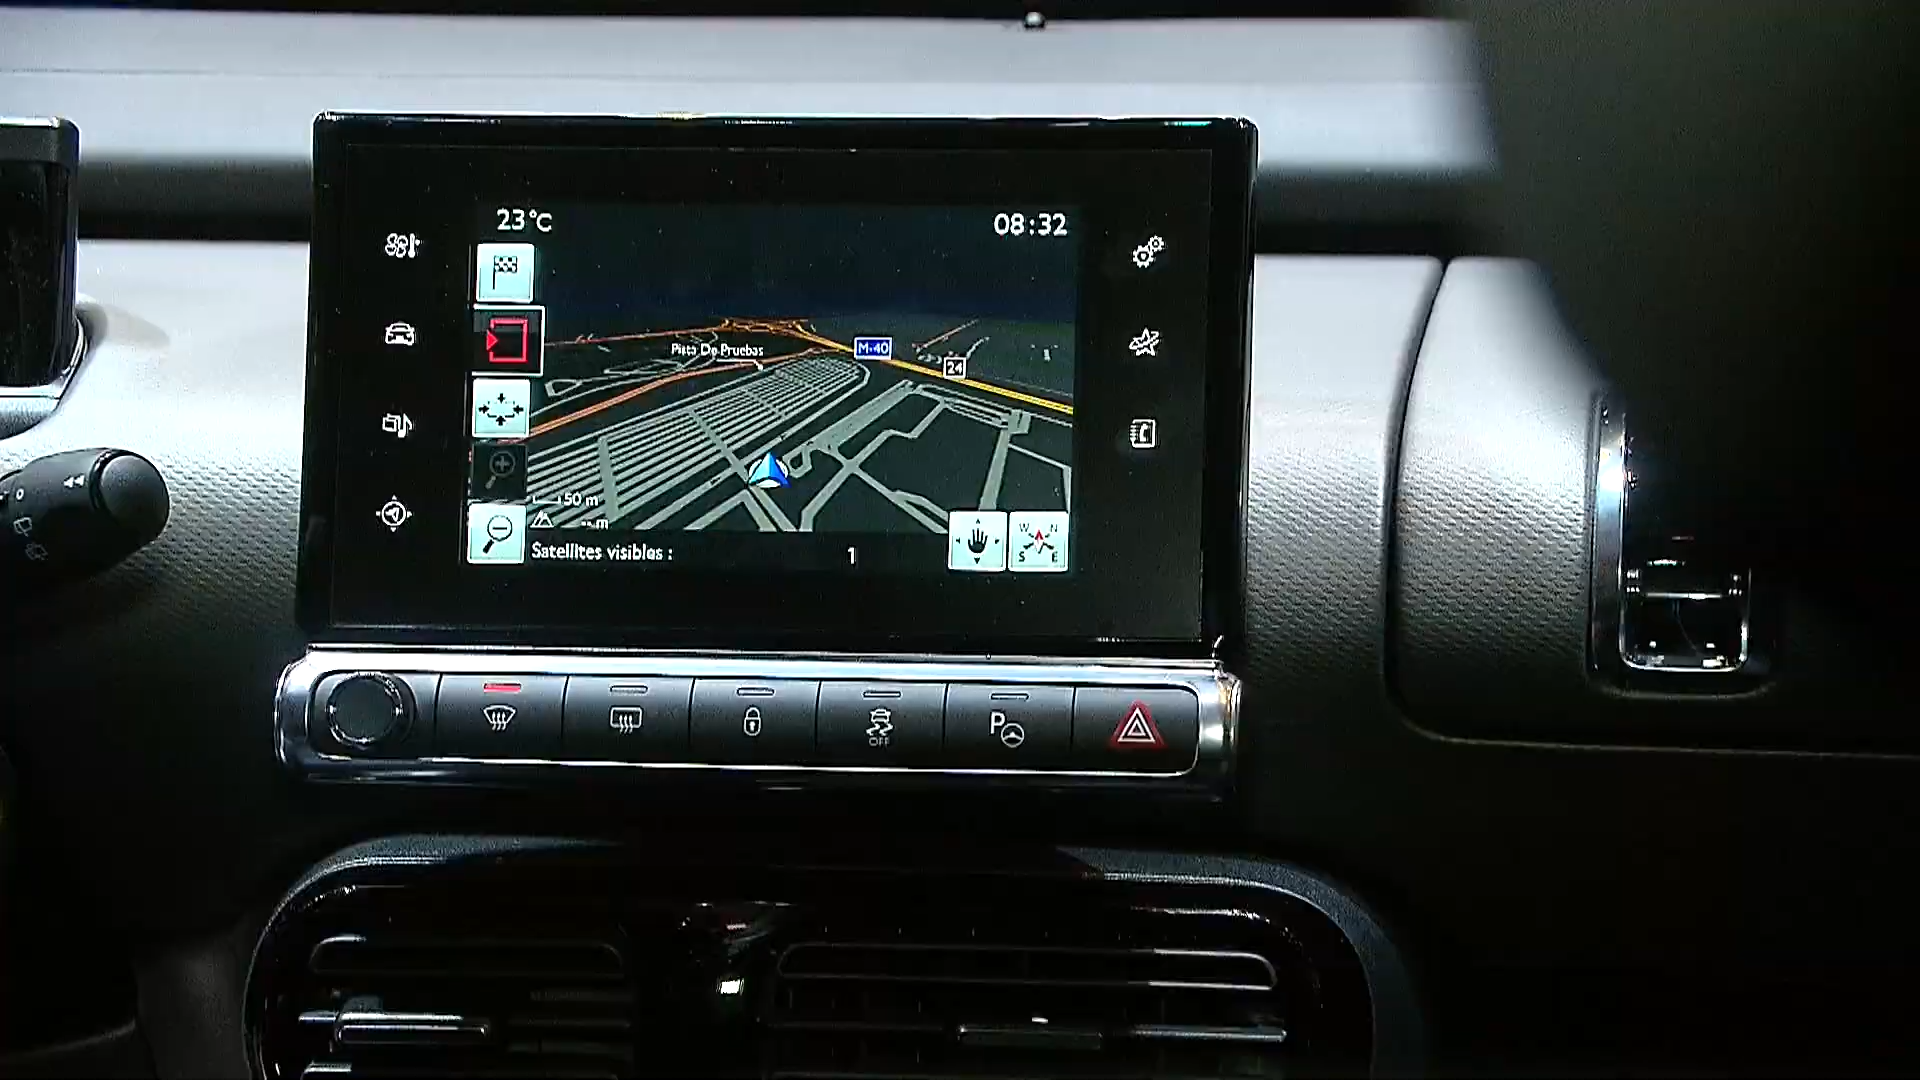 23°C
08:32
Pista De Pruebas
M-40
24
50 m
-- m
Satellites visibles :
1
W N
S E
OFF
P